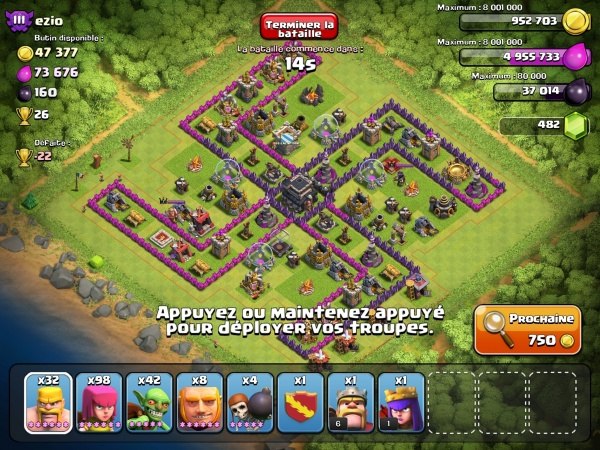 III ezio
Butin disponible :
47 377
73 676
160
26
Défaite :
-22
Terminer la
bataille
La bataille commence dans :
14s
Maximum : 8 001 000
952 703
Maximum : 8 001 000
4 955 733
Maximum : 80 000
37 014
482
Appuyez ou maintenez appuyé
pour déployer vos troupes.
Prochaine
750
x32 x98 x42 x8 x4 x1 x1 x1
6 1